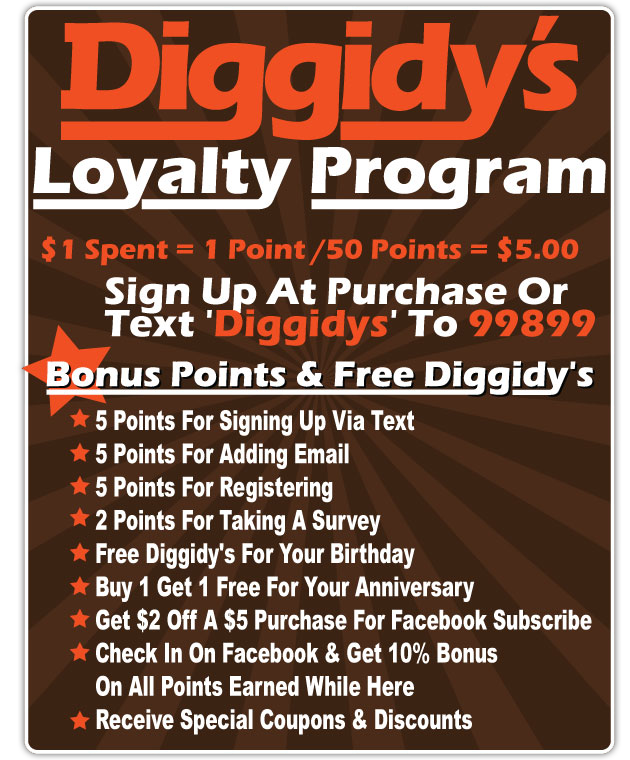 Diggidy's
Loyalty Program
$1 Spent = 1 Point /50 Points = $5.00
Sign Up At Purchase Or
Text 'Diggidys' To 99899
Bonus Points & Free Diggidy's
5 Points For Signing Up Via Text
5 Points For Adding Email
5 Points For Registering
2 Points For Taking A Survey
Free Diggidy's For Your Birthday
Buy 1 Get 1 Free For Your Anniversary
Get $2 Off A $5 Purchase For Facebook Subscribe
Check In On Facebook & Get 10% Bonus
On All Points Earned While Here
Receive Special Coupons & Discounts